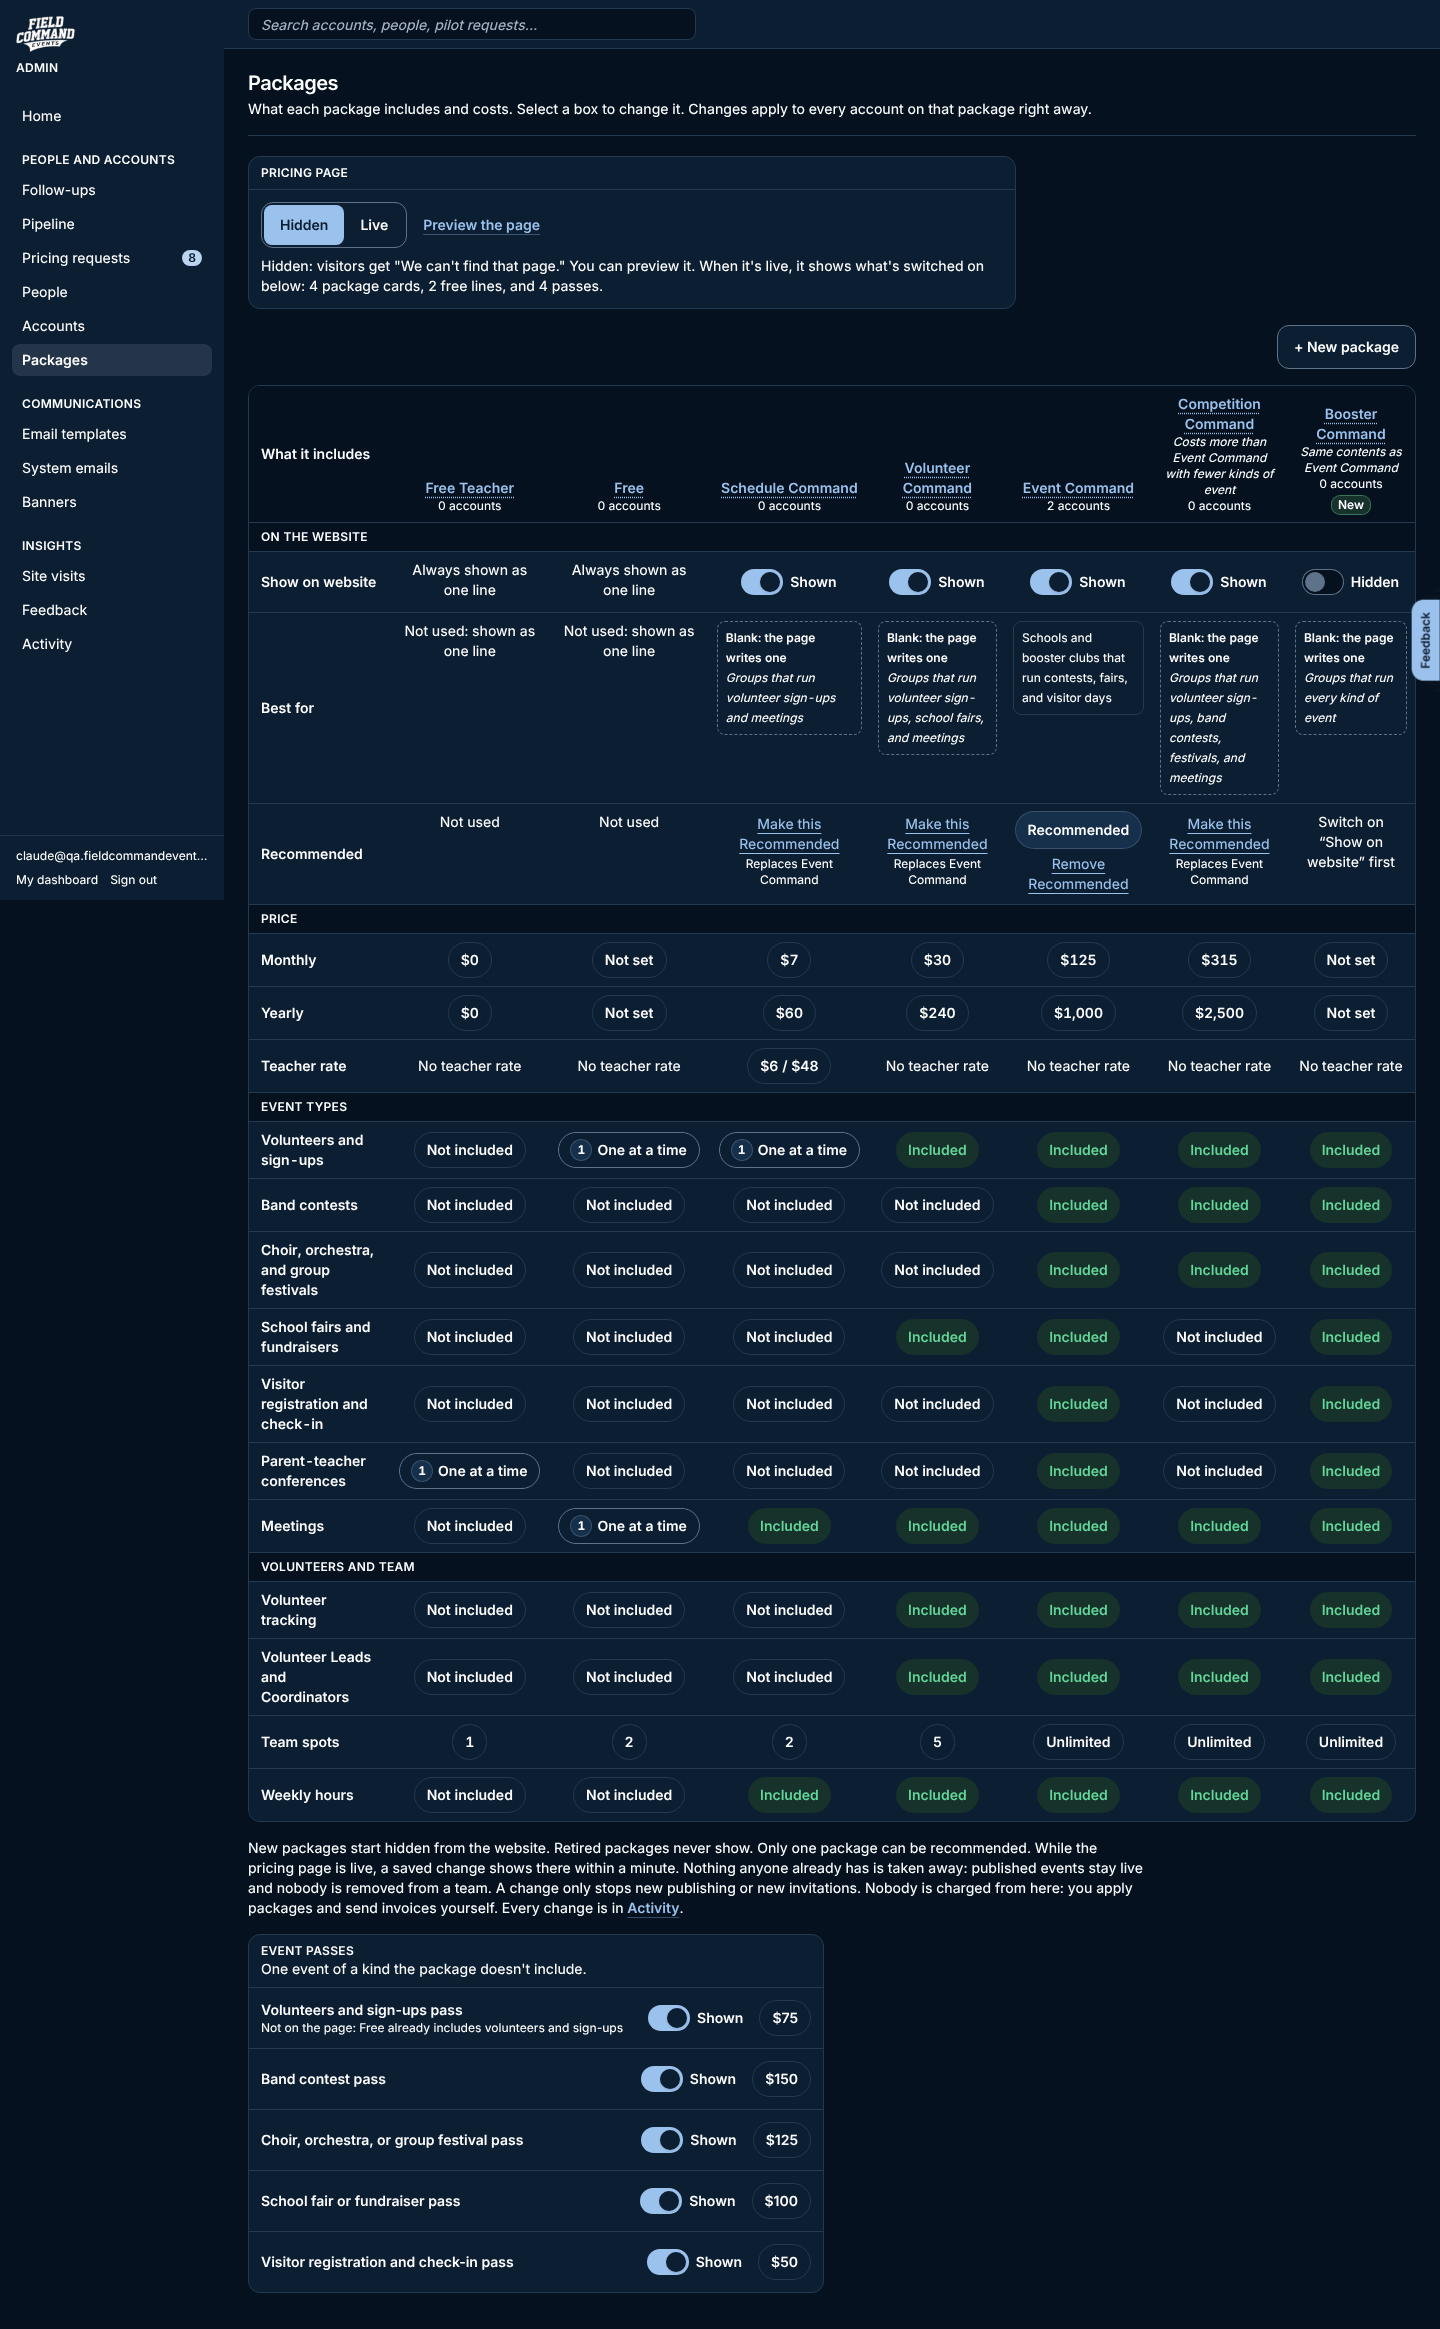 FIELD
COMMAND
EVENTS
ADMIN
Search accounts, people, pilot requests...
Home
PEOPLE AND ACCOUNTS
Follow-ups
Pipeline
Pricing requests 8
People
Accounts
Packages
COMMUNICATIONS
Email templates
System emails
Banners
INSIGHTS
Site visits
Feedback
Activity
claude@qa.fieldcommandevent...
My dashboard Sign out
Packages
What each package includes and costs. Select a box to change it. Changes apply to every account on that package right away.
PRICING PAGE
Hidden Live Preview the page
Hidden: visitors get "We can't find that page." You can preview it. When it's live, it shows what's switched on
below: 4 package cards, 2 free lines, and 4 passes.
+ New package
What it includes
Free Teacher
0 accounts
Free
0 accounts
Schedule Command
0 accounts
Volunteer
Command
0 accounts
Event Command
2 accounts
Competition
Command
Costs more than
Event Command
with fewer kinds of
event
0 accounts
Booster
Command
Same contents as
Event Command
0 accounts
New
ON THE WEBSITE
Show on website
Always shown as
one line
Always shown as
one line
Shown
Shown
Shown
Shown
Hidden
Best for
Not used: shown as
one line
Not used: shown as
one line
Blank: the page
writes one
Groups that run
volunteer sign-ups
and meetings
Blank: the page
writes one
Groups that run
volunteer sign-
ups, school fairs,
and meetings
Schools and
booster clubs that
run contests, fairs,
and visitor days
Blank: the page
writes one
Groups that run
volunteer sign-
ups, band
contests,
festivals, and
meetings
Blank: the page
writes one
Groups that run
every kind of
event
Recommended
Not used
Not used
Make this
Recommended
Replaces Event
Command
Make this
Recommended
Replaces Event
Command
Recommended
Remove
Recommended
Make this
Recommended
Replaces Event
Command
Switch on
“Show on
website” first
PRICE
Monthly $0 Not set $7 $30 $125 $315 Not set
Yearly $0 Not set $60 $240 $1,000 $2,500 Not set
Teacher rate No teacher rate No teacher rate $6 / $48 No teacher rate No teacher rate No teacher rate No teacher rate
EVENT TYPES
Volunteers and
sign-ups
Not included 1 One at a time 1 One at a time Included Included Included Included
Band contests Not included Not included Not included Not included Included Included Included
Choir, orchestra,
and group
festivals
Not included Not included Not included Not included Included Included Included
School fairs and
fundraisers
Not included Not included Not included Included Included Not included Included
Visitor
registration and
check-in
Not included Not included Not included Not included Included Not included Included
Parent-teacher
conferences
1 One at a time Not included Not included Not included Included Not included Included
Meetings Not included 1 One at a time Included Included Included Included Included
VOLUNTEERS AND TEAM
Volunteer
tracking
Not included Not included Not included Included Included Included Included
Volunteer Leads
and
Coordinators
Not included Not included Not included Included Included Included Included
Team spots 1 2 2 5 Unlimited Unlimited Unlimited
Weekly hours Not included Not included Included Included Included Included Included
New packages start hidden from the website. Retired packages never show. Only one package can be recommended. While the
pricing page is live, a saved change shows there within a minute. Nothing anyone already has is taken away: published events stay live
and nobody is removed from a team. A change only stops new publishing or new invitations. Nobody is charged from here: you apply
packages and send invoices yourself. Every change is in Activity.
EVENT PASSES
One event of a kind the package doesn't include.
Volunteers and sign-ups pass
Not on the page: Free already includes volunteers and sign-ups
Shown $75
Band contest pass Shown $150
Choir, orchestra, or group festival pass Shown $125
School fair or fundraiser pass Shown $100
Visitor registration and check-in pass Shown $50
Feedback